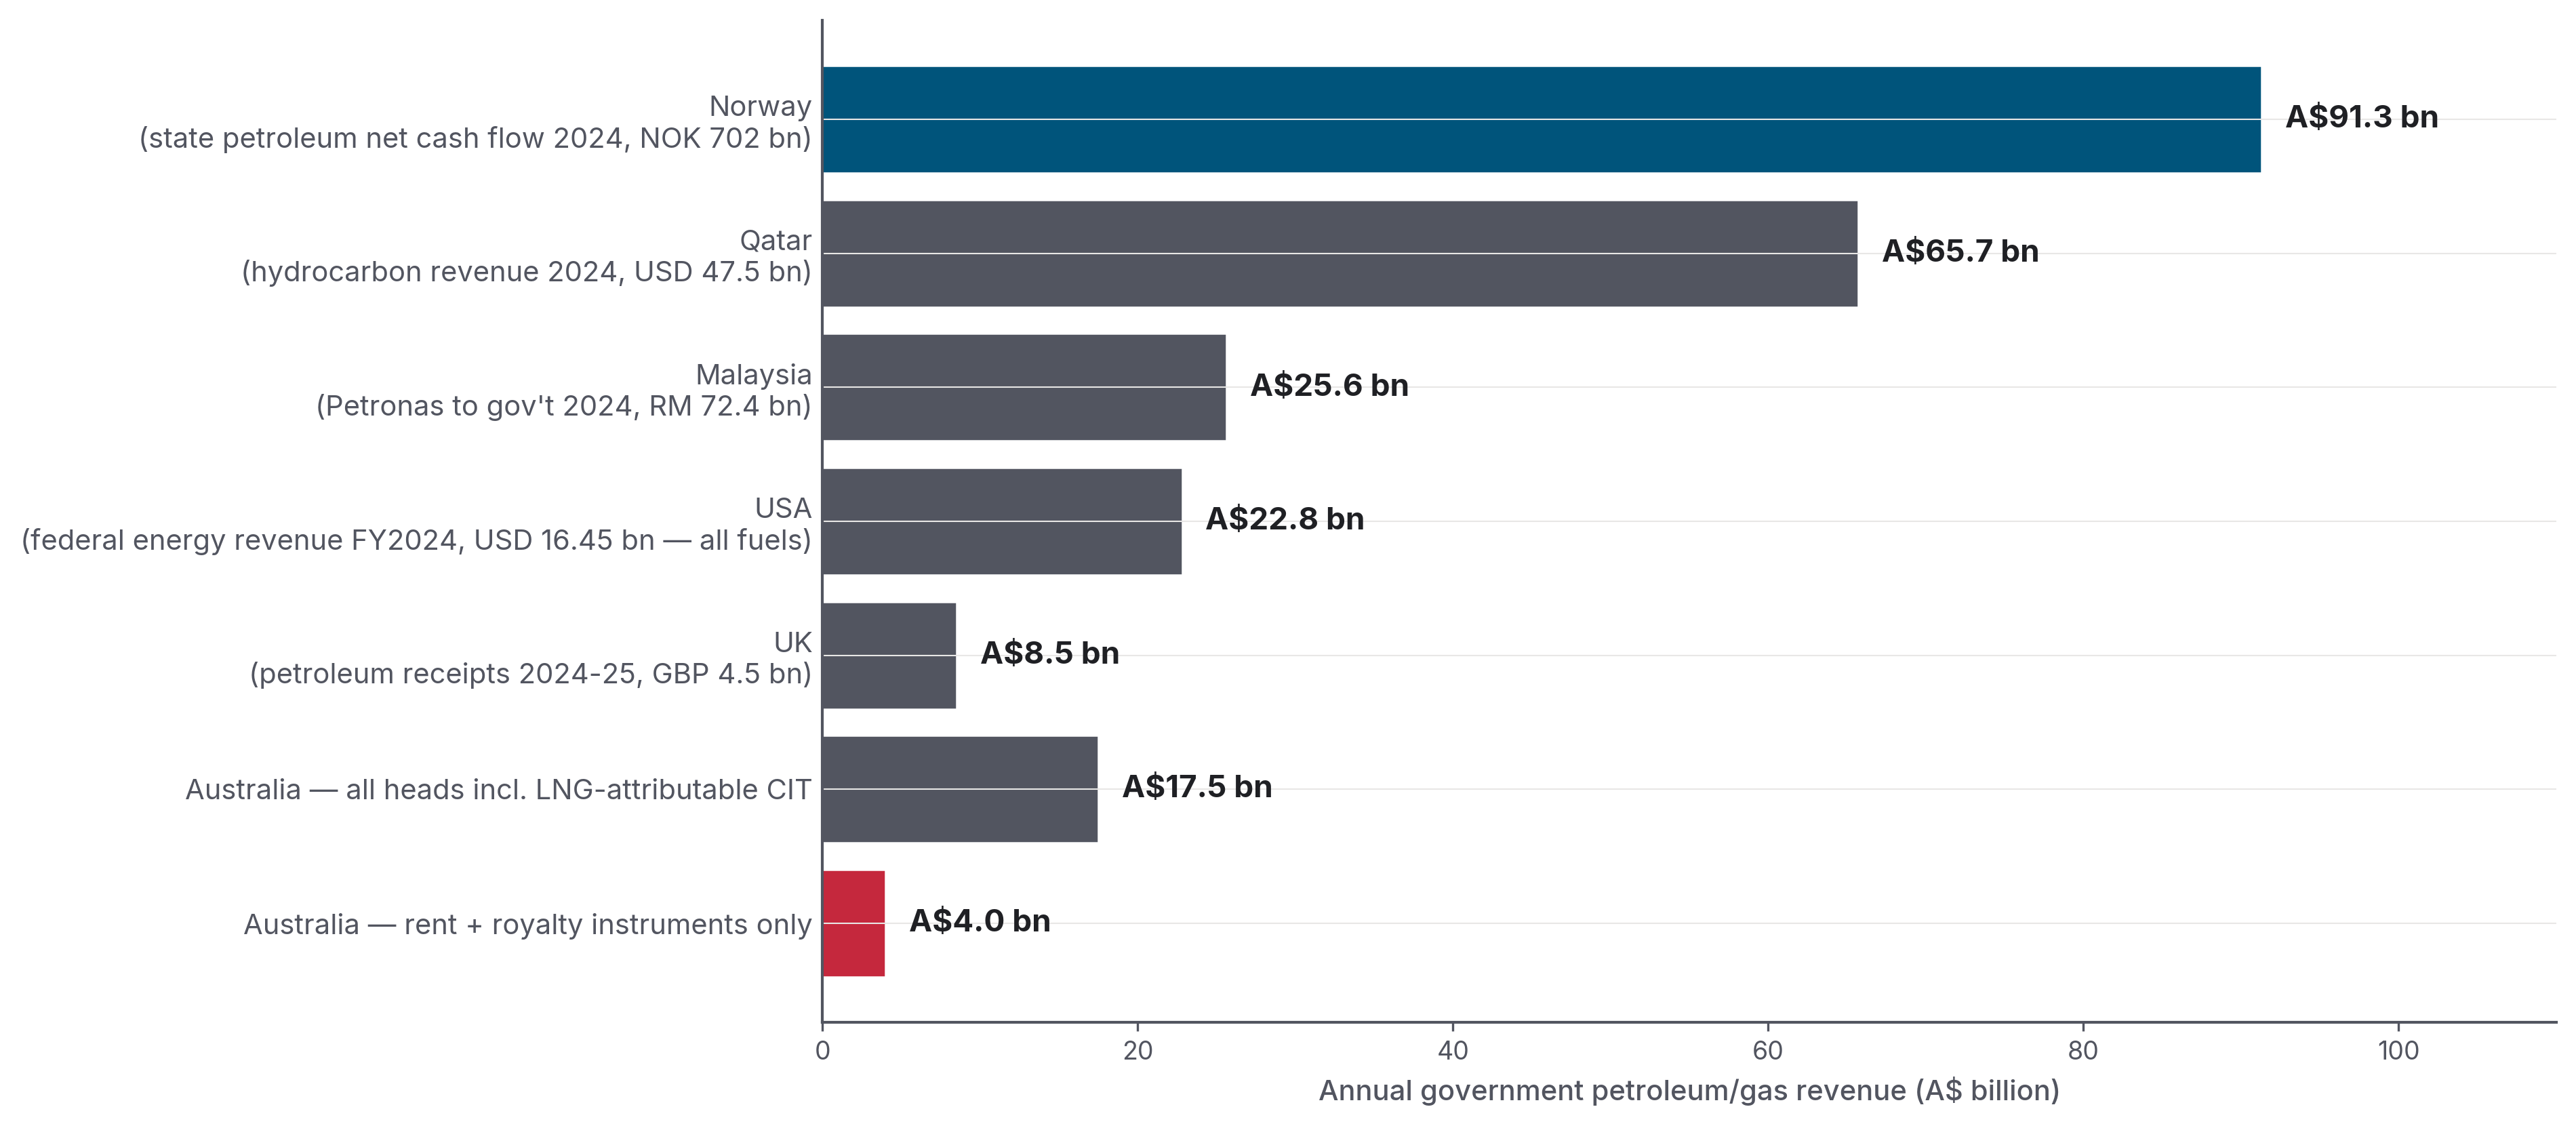 Norway
(state petroleum net cash flow 2024, NOK 702 bn)
A$91.3 bn
Qatar
(hydrocarbon revenue 2024, USD 47.5 bn)
A$65.7 bn
Malaysia
(Petronas to gov't 2024, RM 72.4 bn)
A$25.6 bn
USA
(federal energy revenue FY2024, USD 16.45 bn — all fuels)
A$22.8 bn
UK
(petroleum receipts 2024-25, GBP 4.5 bn)
A$8.5 bn
Australia — all heads incl. LNG-attributable CIT
A$17.5 bn
Australia — rent + royalty instruments only
A$4.0 bn
0 20 40 60 80 100
Annual government petroleum/gas revenue (A$ billion)